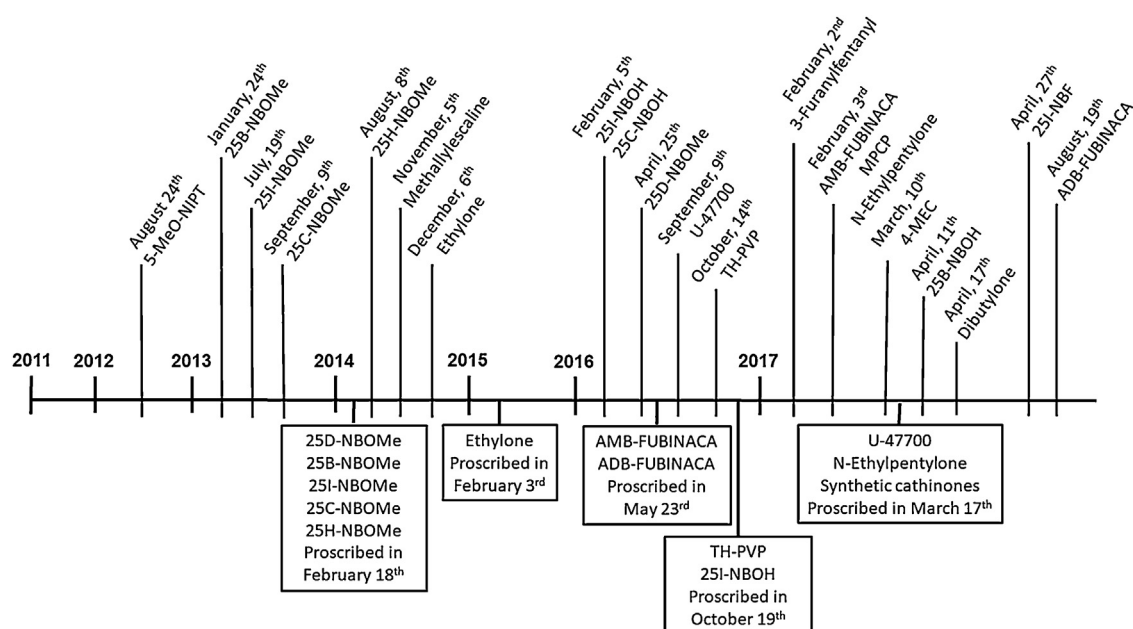 August 24th
5-MeO-NIPT
January, 24th
25B-NBOMe
July, 19th
25I-NBOMe
September, 9th
25C-NBOMe
August, 8th
25H-NBOMe
November, 5th
Methallylescaline
December, 6th
Ethylone
February, 5th
25I-NBOH
25C-NBOH
April, 25th
25D-NBOMe
September, 9th
U-47700
October, 14th
TH-PVP
February, 2nd
3-Furanylfentanyl
February, 3rd
AMB-FUBINACA
MPCP
N-Ethylpentylone
March, 10th
4-MEC
April, 11th
25B-NBOH
April, 17th
Dibutylone
April, 27th
25I-NBF
August, 19th
ADB-FUBINACA
2011
2012
2013
2014
2015
2016
2017
25D-NBOMe
25B-NBOMe
25I-NBOMe
25C-NBOMe
25H-NBOMe
Proscribed in
February 18th
Ethylone
Proscribed in
February 3rd
AMB-FUBINACA
ADB-FUBINACA
Proscribed in
May 23rd
TH-PVP
25I-NBOH
Proscribed in
October 19th
U-47700
N-Ethylpentylone
Synthetic cathinones
Proscribed in March 17th